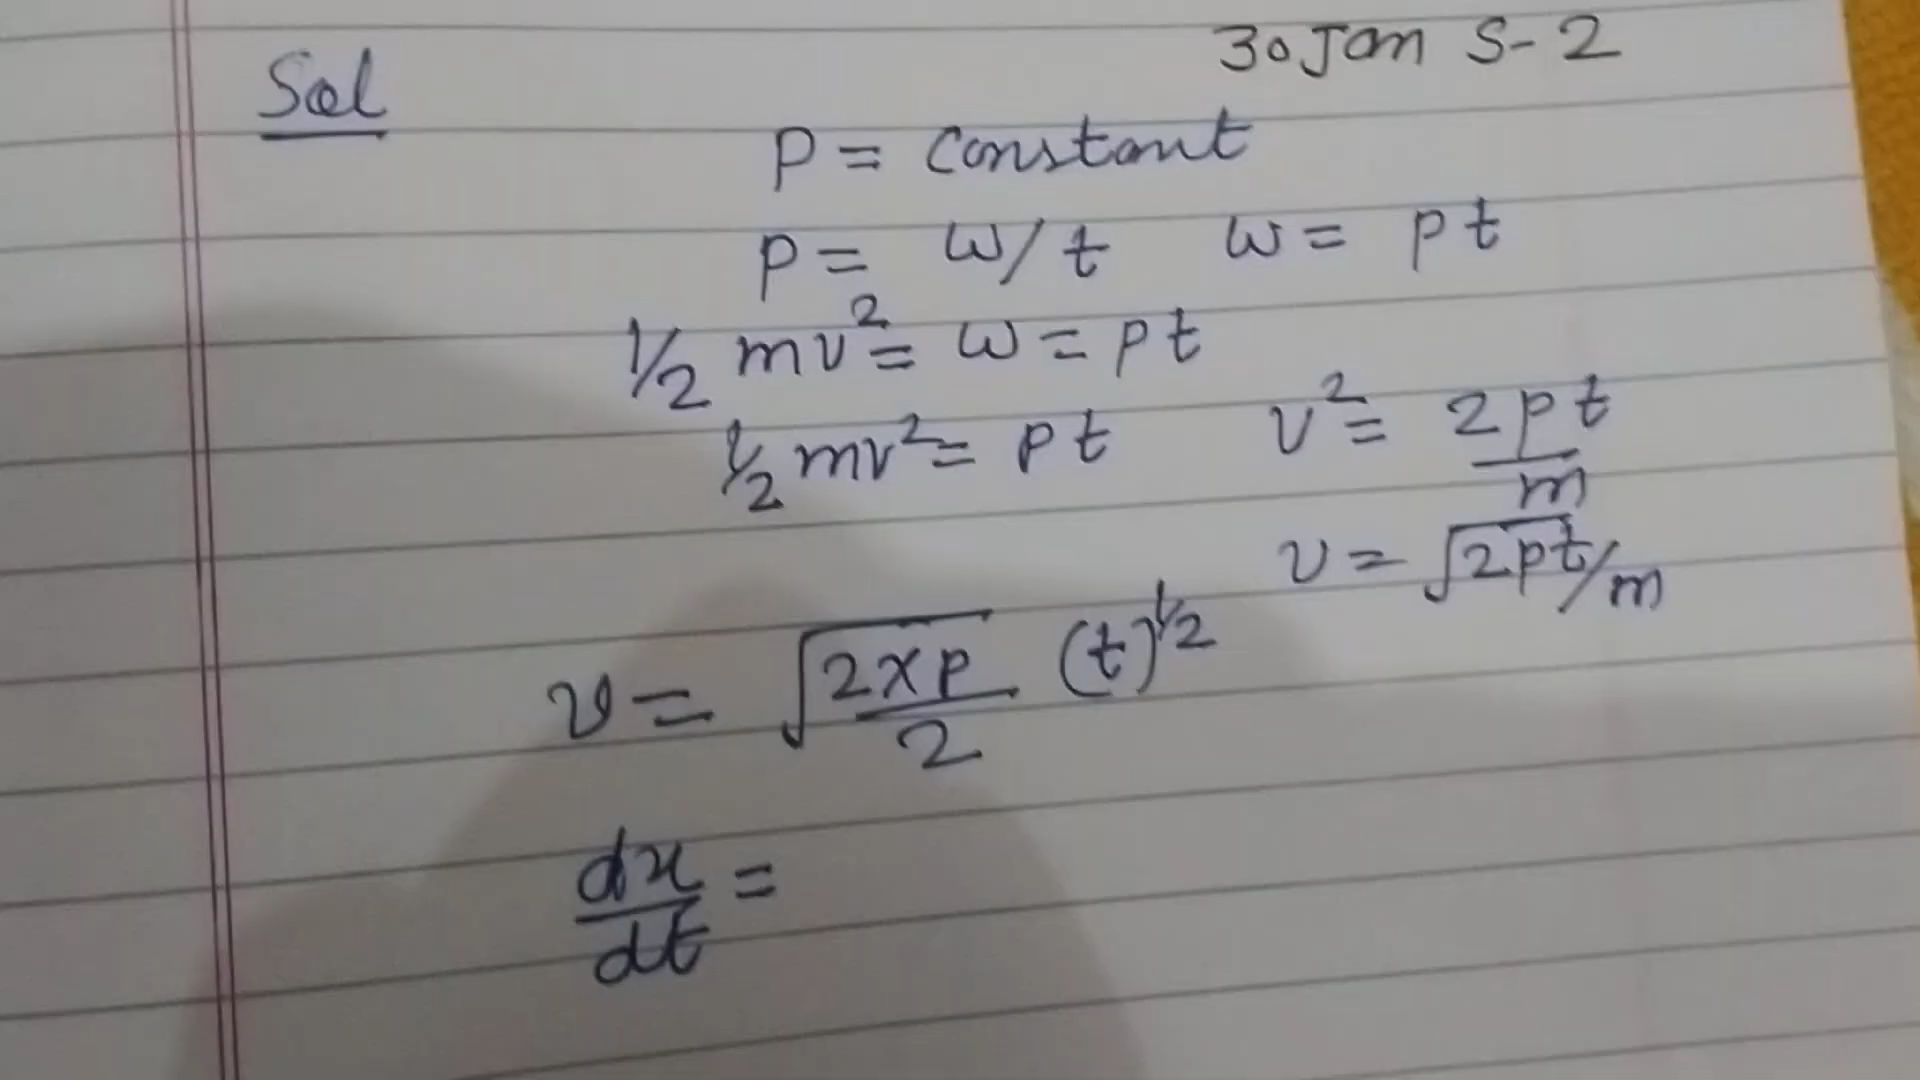 30 Jan S-2
Sol
P = Constant
P = W/t    W = pt
1/2 mv² = W = pt
1/2 mv² = pt    v² = 2pt/m
v = √2pt/m
v = √(2xp/2) (t)^1/2
dx/dt =